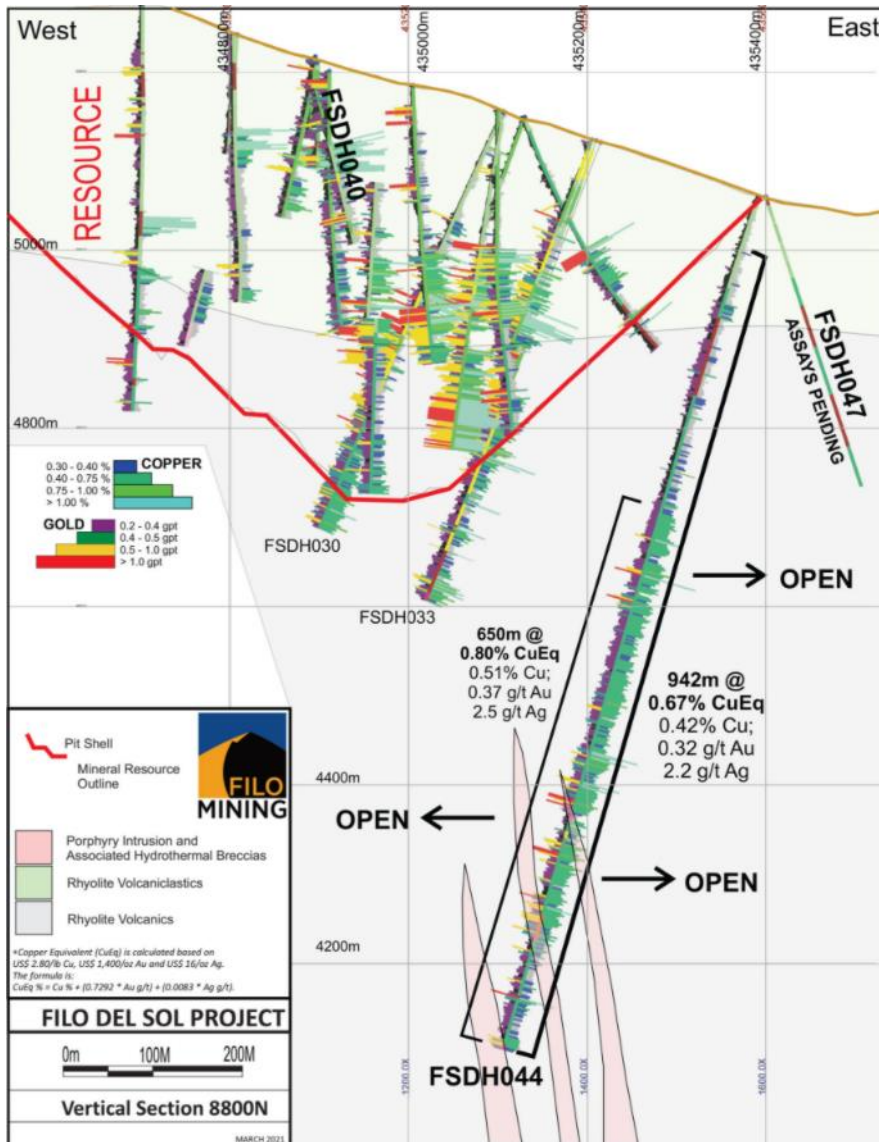 West
434800m
435000m
435200m
435400m
East
RESOURCE
FSDH040
5000m
FSDH047
ASSAYS PENDING
4800m
0.30 - 0.40 %
COPPER
0.40 - 0.75 %
0.75 - 1.00 %
> 1.00 %
GOLD
0.2 - 0.4 gpt
0.4 - 0.5 gpt
0.5 - 1.0 gpt
> 1.0 gpt
FSDH030
FSDH033
OPEN
650m @
0.80% CuEq
0.51% Cu;
0.37 g/t Au
2.5 g/t Ag
942m @
0.67% CuEq
0.42% Cu;
0.32 g/t Au
2.2 g/t Ag
Pit Shell
Mineral Resource
Outline
FILO
MINING
4400m
OPEN
OPEN
Porphyry Intrusion and
Associated Hydrothermal Breccias
Rhyolite Volcaniclastics
Rhyolite Volcanics
4200m
*Copper Equivalent (CuEq) is calculated based on
US$ 2.80/lb Cu, US$ 1,400/oz Au and US$ 16/oz Ag.
The formula is:
CuEq % = Cu % + (0.7292 * Au g/t) + (0.0083 * Ag g/t).
FILO DEL SOL PROJECT
0m 100M 200M
FSDH044
1200.0X
1400.0X
1600.0X
Vertical Section 8800N
MARCH 2021